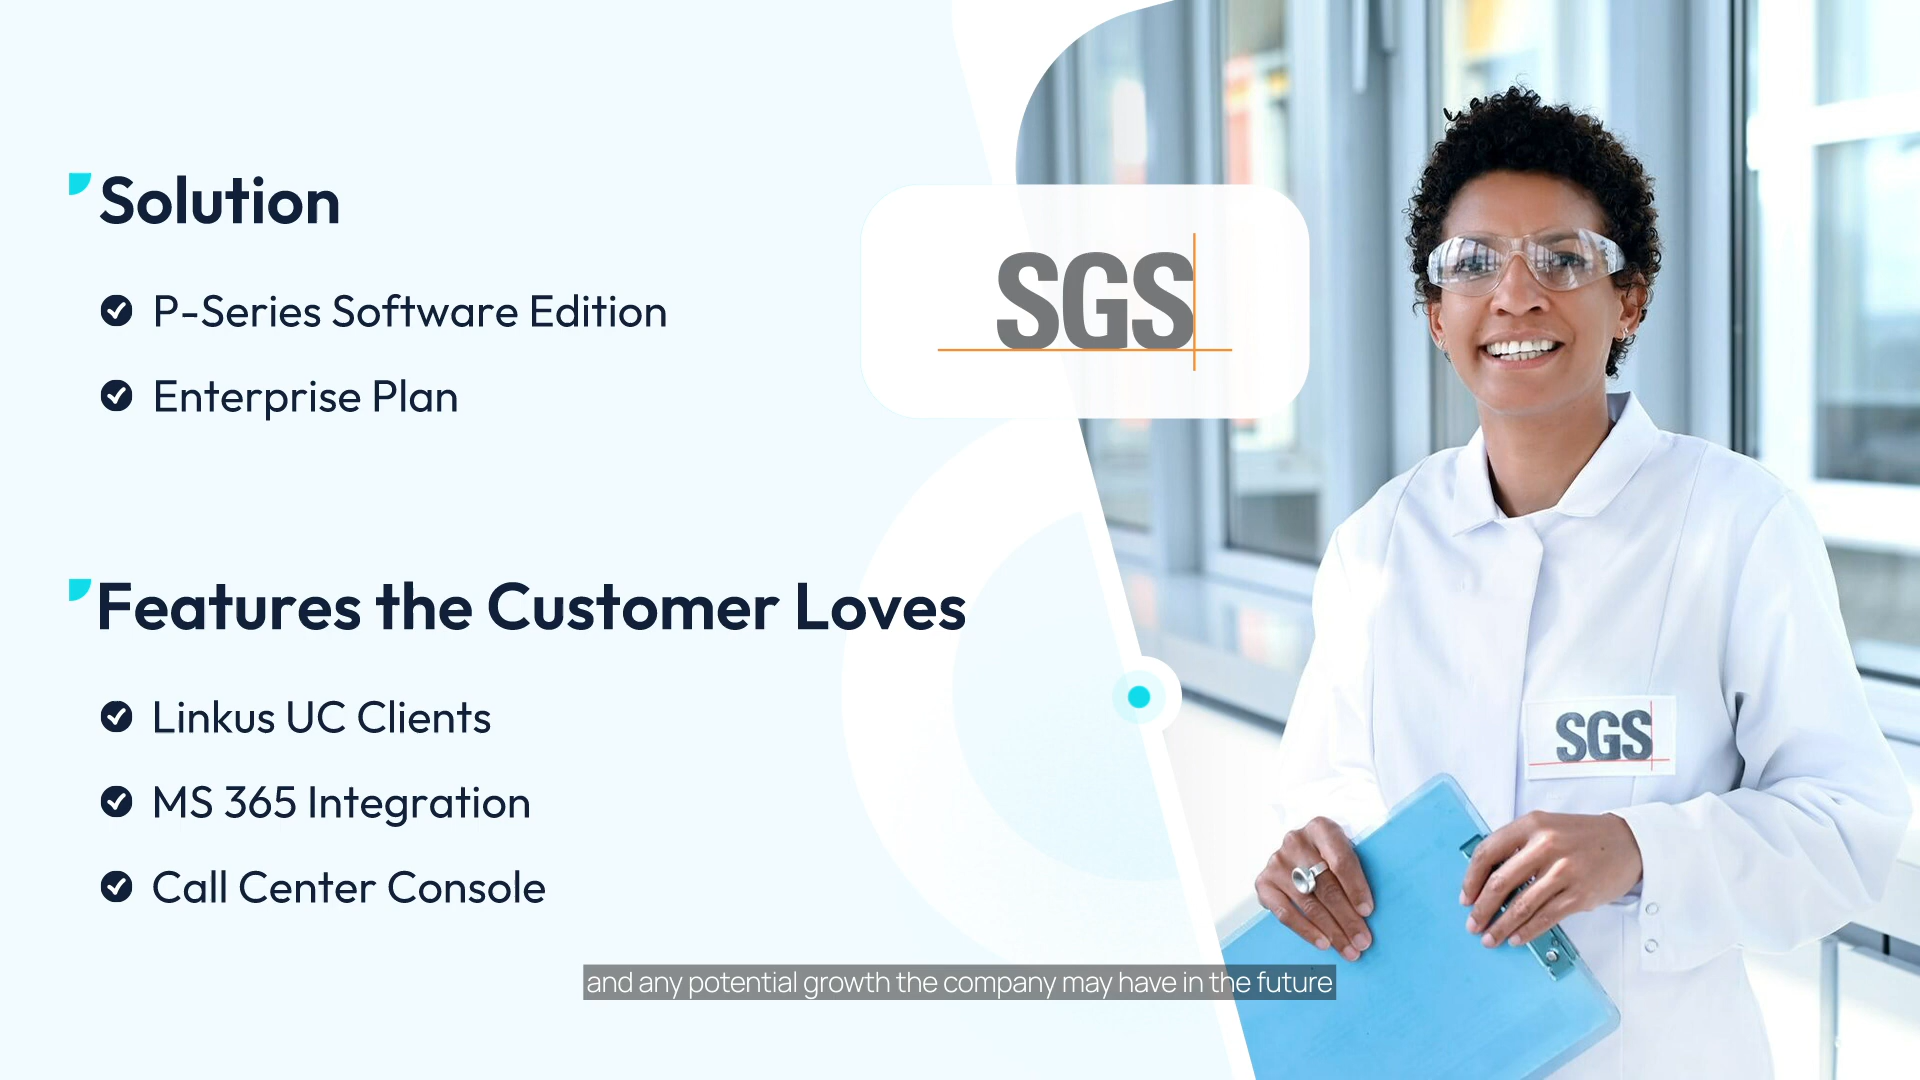 Solution
P-Series Software Edition
Enterprise Plan
SGS
Features the Customer Loves
Linkus UC Clients
MS 365 Integration
Call Center Console
SGS
and any potential growth the company may have in the future